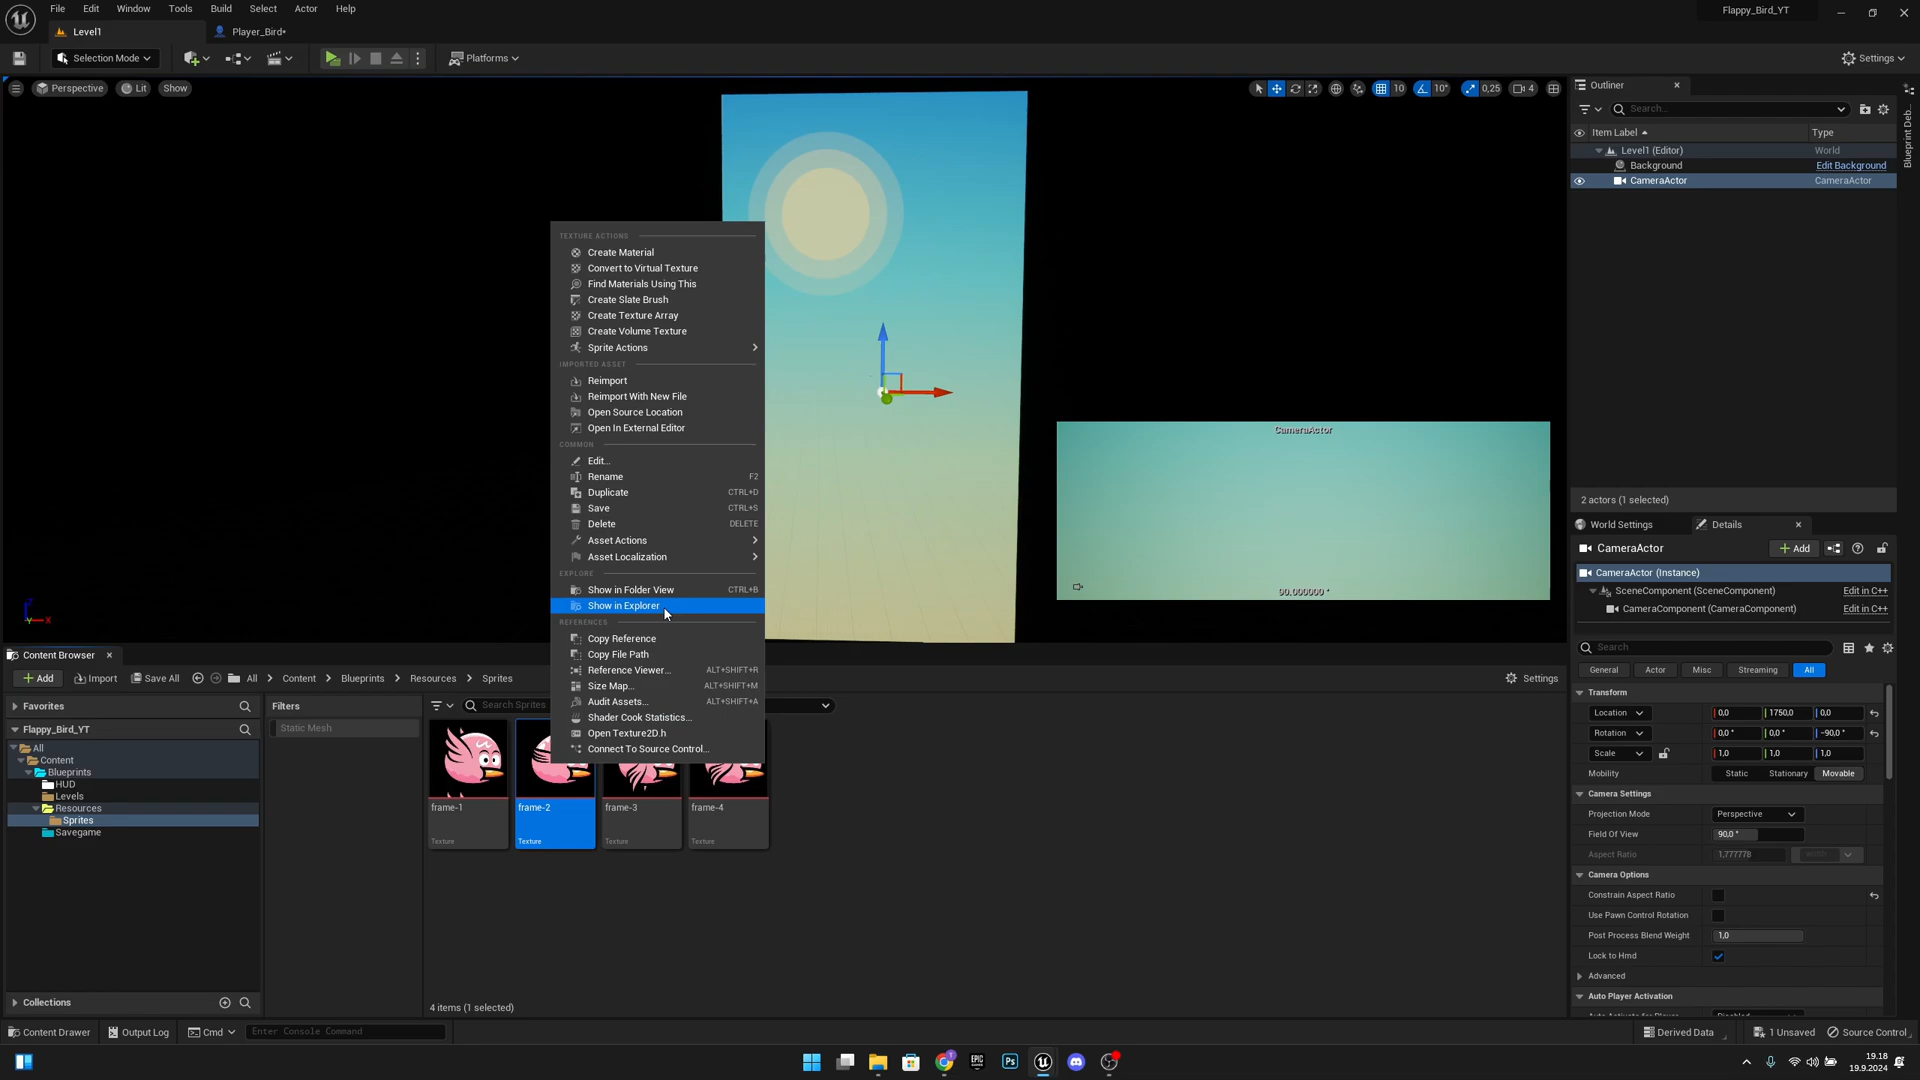 File Edit Window Tools Build Select Actor Help
Flappy_Bird_YT
Level1
Player_Bird*
Selection Mode
Platforms
Settings
Perspective
Lit
Show
10
10°
0,25
4
Outliner
Search...
Item Label
Type
Level1 (Editor)
World
Background
Edit Background
CameraActor
CameraActor
2 actors (1 selected)
Blueprint Deb...
CameraActor
90.000000 °
TEXTURE ACTIONS
Create Material
Convert to Virtual Texture
Find Materials Using This
Create Slate Brush
Create Texture Array
Create Volume Texture
Sprite Actions
IMPORTED ASSET
Reimport
Reimport With New File
Open Source Location
Open In External Editor
COMMON
Edit...
Rename F2
Duplicate CTRL+D
Save CTRL+S
Delete DELETE
Asset Actions
Asset Localization
EXPLORE
Show in Folder View CTRL+B
Show in Explorer
REFERENCES
Copy Reference
Copy File Path
Reference Viewer... ALT+SHIFT+R
Size Map... ALT+SHIFT+M
Audit Assets... ALT+SHIFT+A
Shader Cook Statistics...
Open Texture2D.h
Connect To Source Control...
World Settings
Details
CameraActor
Add
CameraActor (Instance)
SceneComponent (SceneComponent)
Edit in C++
CameraComponent (CameraComponent)
Edit in C++
Search
General Actor Misc Streaming All
Transform
Location 0,0 1750,0 0,0
Rotation 0,0 ° 0,0 ° -90,0 °
Scale 1,0 1,0 1,0
Mobility Static Stationary Movable
Camera Settings
Projection Mode Perspective
Field Of View 90,0 °
Aspect Ratio 1,777778
Camera Options
Constrain Aspect Ratio
Use Pawn Control Rotation
Post Process Blend Weight 1,0
Lock to Hmd
Advanced
Auto Player Activation
Content Browser
Add
Import
Save All
All Content Blueprints Resources Sprites
Settings
Favorites
Flappy_Bird_YT
All
Content
Blueprints
HUD
Levels
Resources
Sprites
Savegame
Collections
Filters
Static Mesh
Search Sprites
frame-1
Texture
frame-2
Texture
frame-3
Texture
frame-4
Texture
4 items (1 selected)
Content Drawer
Output Log
Cmd
Enter Console Command
Derived Data
1 Unsaved
Source Control
EPIC
Ps
19.18
19.9.2024